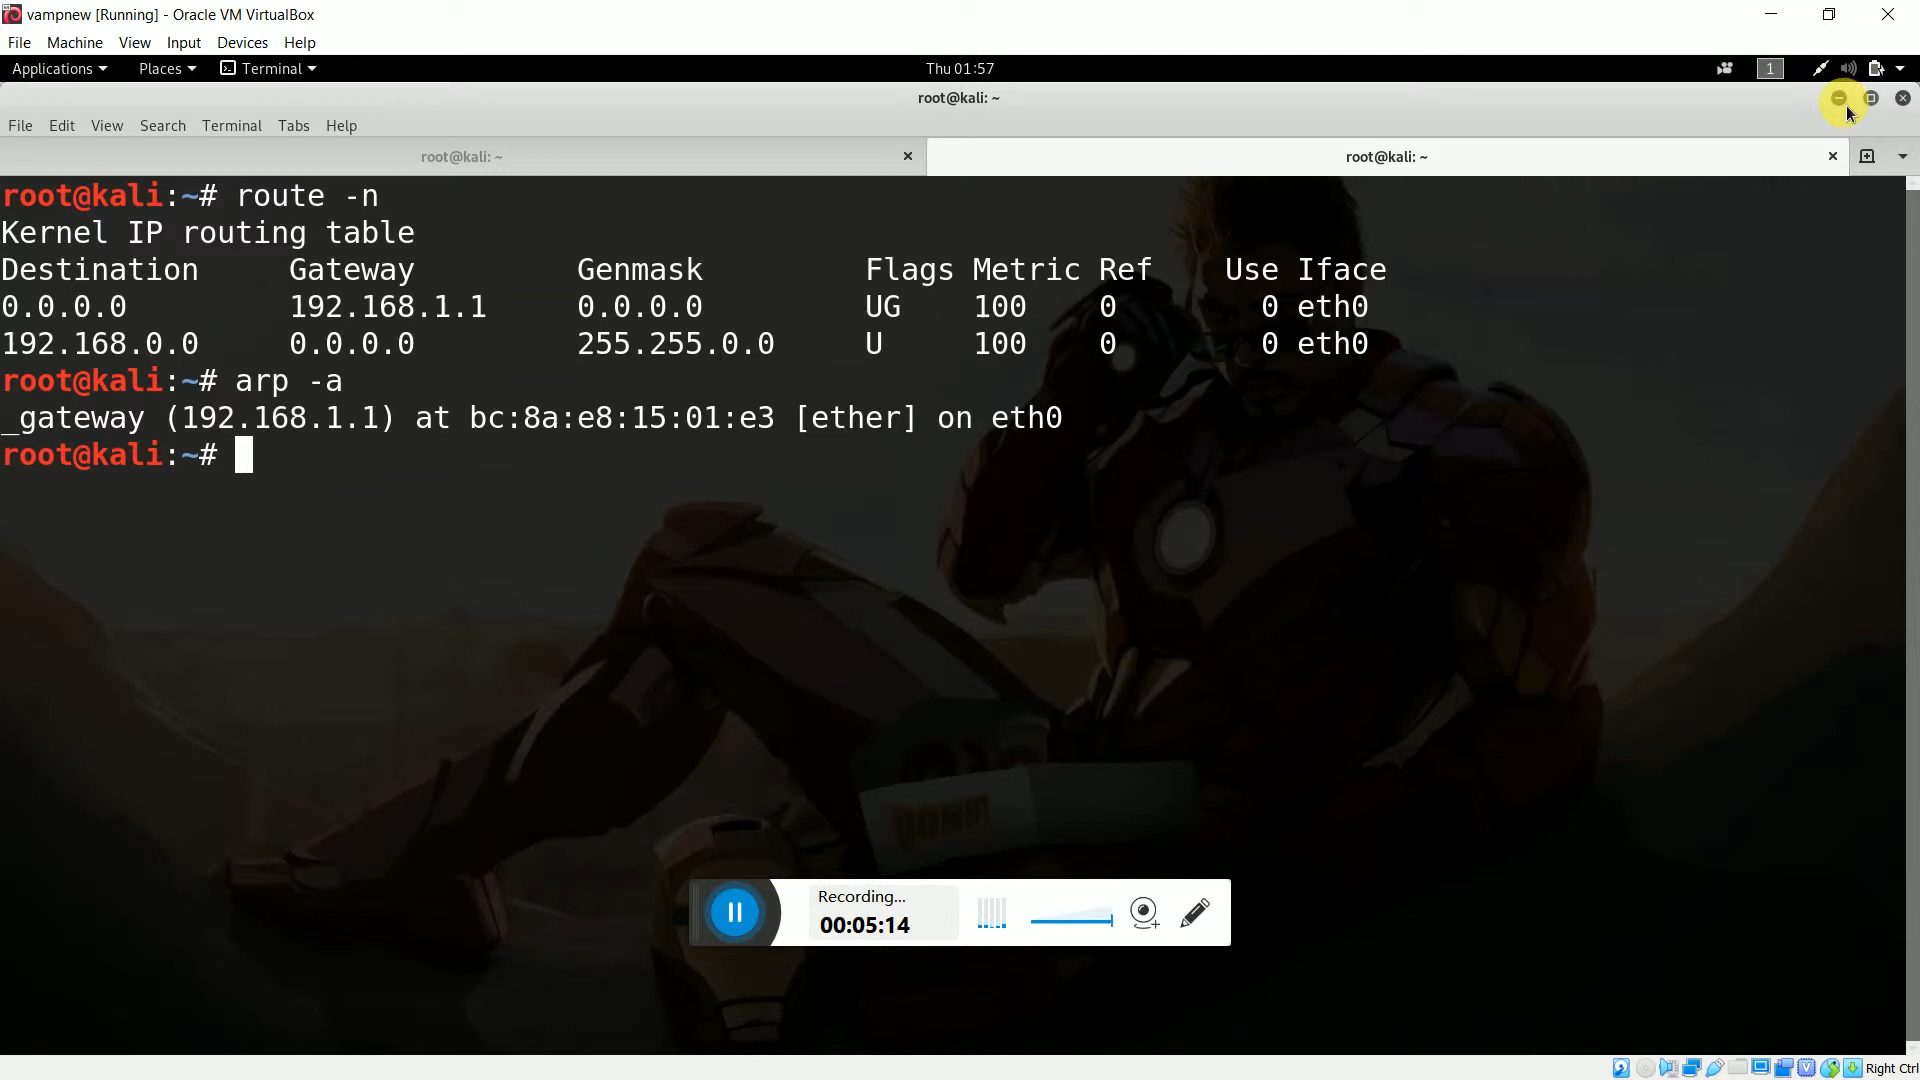 vampnew [Running] - Oracle VM VirtualBox
File Machine View Input Devices Help
Applications Places Terminal Thu 01:57 1
root@kali: ~
File Edit View Search Terminal Tabs Help
root@kali: ~ root@kali: ~
root@kali:~# route -n
Kernel IP routing table
Destination Gateway Genmask Flags Metric Ref Use Iface
0.0.0.0 192.168.1.1 0.0.0.0 UG 100 0 0 eth0
192.168.0.0 0.0.0.0 255.255.0.0 U 100 0 0 eth0
root@kali:~# arp -a
_gateway (192.168.1.1) at bc:8a:e8:15:01:e3 [ether] on eth0
root@kali:~#
Recording...
00:05:14
Right Ctrl